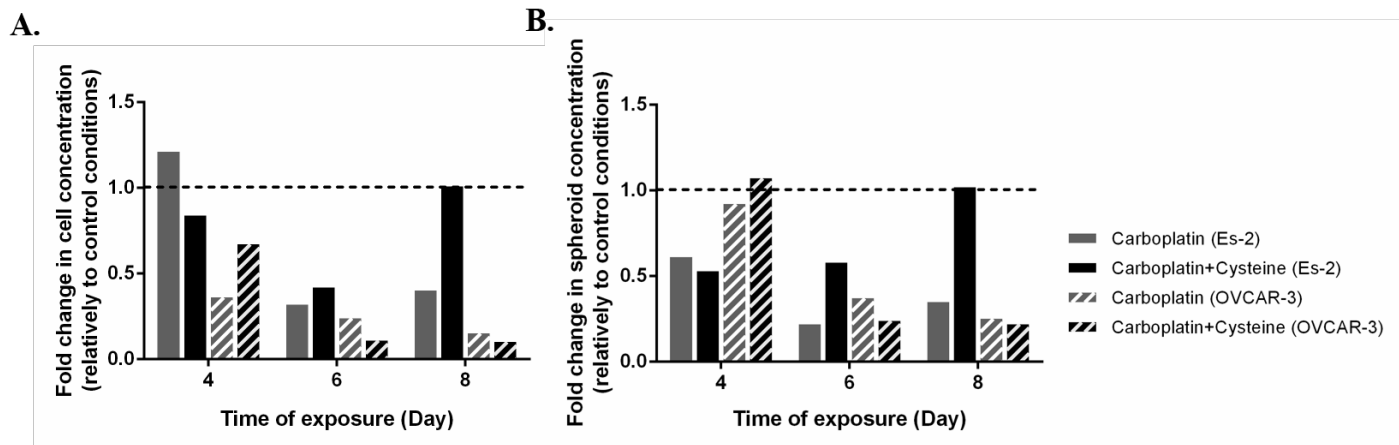 A.
Fold change in cell concentration
(relatively to control conditions)
1.5
1.0
0.5
0.0
4
6
8
Time of exposure (Day)
B.
Fold change in spheroid concentration
(relatively to control conditions)
1.5
1.0
0.5
0.0
4
6
8
Time of exposure (Day)
Carboplatin (Es-2)
Carboplatin+Cysteine (Es-2)
Carboplatin (OVCAR-3)
Carboplatin+Cysteine (OVCAR-3)